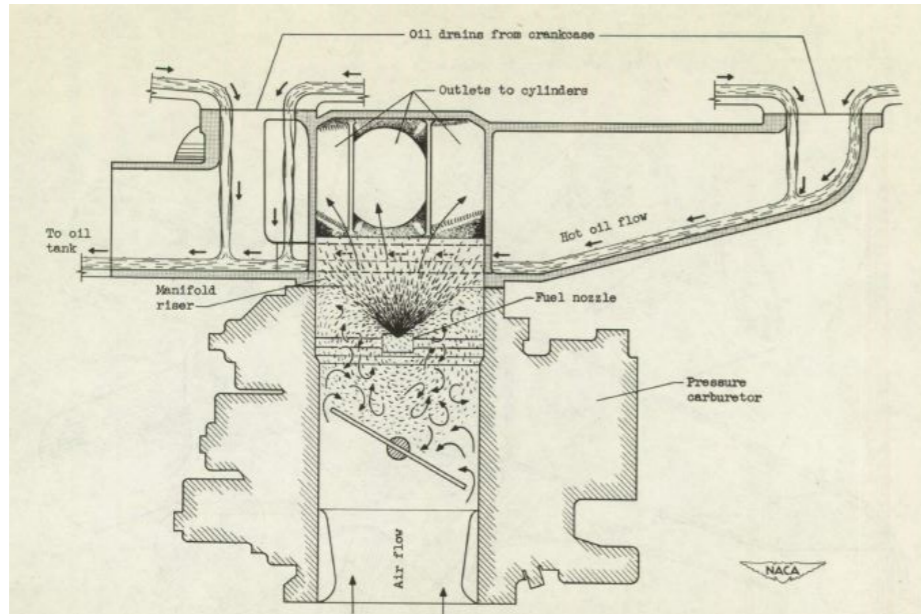 Oil drains from crankcase
Outlets to cylinders
Hot oil flow
To oil
tank
Manifold
riser
Fuel nozzle
Pressure
carburetor
Air flow
NACA